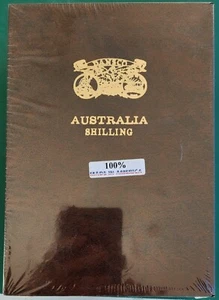 DANSCO
AUSTRALIA
SHILLING
100%
MADE IN AMERICA